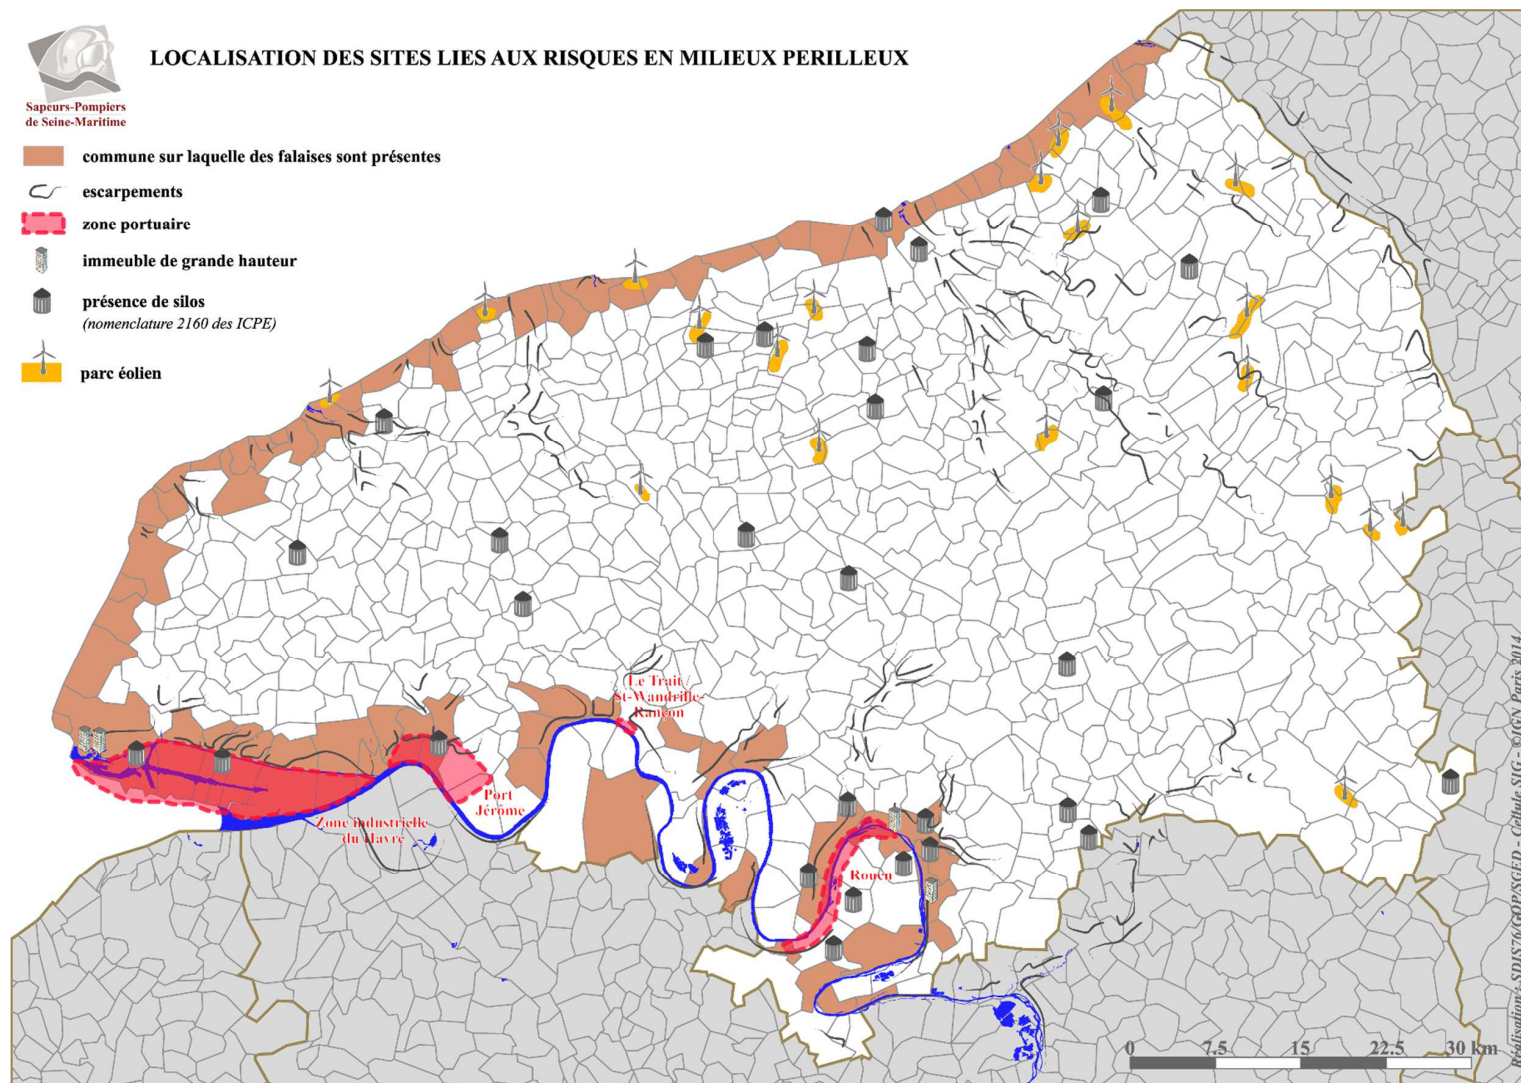 LOCALISATION DES SITES LIES AUX RISQUES EN MILIEUX PERILLEUX
Sapeurs-Pompiers
de Seine-Maritime
commune sur laquelle des falaises sont présentes
escarpements
zone portuaire
immeuble de grande hauteur
présence de silos
(nomenclature 2160 des ICPE)
parc éolien
Le Trait /
St-Wandrille-
Rançon
Port
Jérôme
Zone industrielle
du Havre
Rouen
0 7.5 15 22.5 30 km
Réalisation : SDIS76/GOP/SGED - Cellule SIG - ©IGN Paris 2014